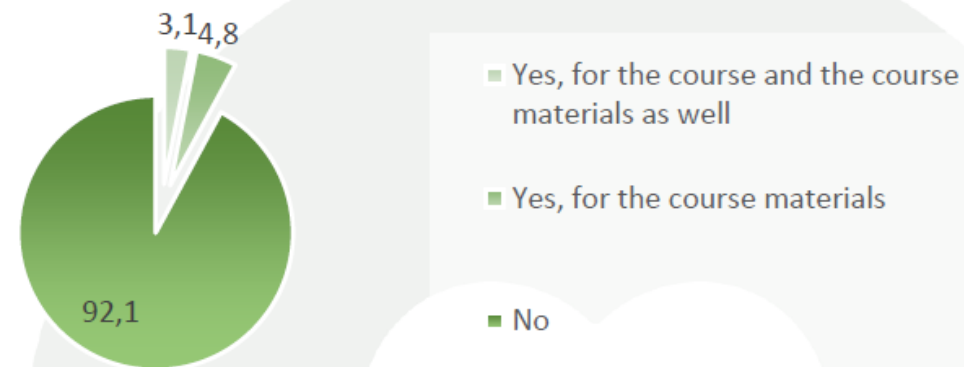 3,1
4,8
92,1
Yes, for the course and the course
materials as well
Yes, for the course materials
No